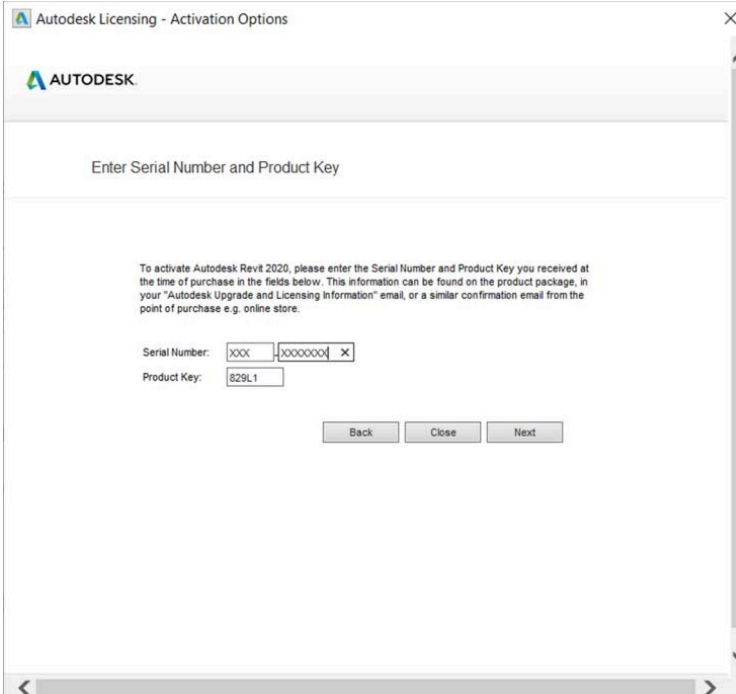 Autodesk Licensing - Activation Options
AUTODESK.
Enter Serial Number and Product Key
To activate Autodesk Revit 2020, please enter the Serial Number and Product Key you received at
the time of purchase in the fields below. This information can be found on the product package, in
your "Autodesk Upgrade and Licensing Information" email, or a similar confirmation email from the
point of purchase e.g. online store.
Serial Number: XXX - XXXXXXX
Product Key: 829L1
Back Close Next